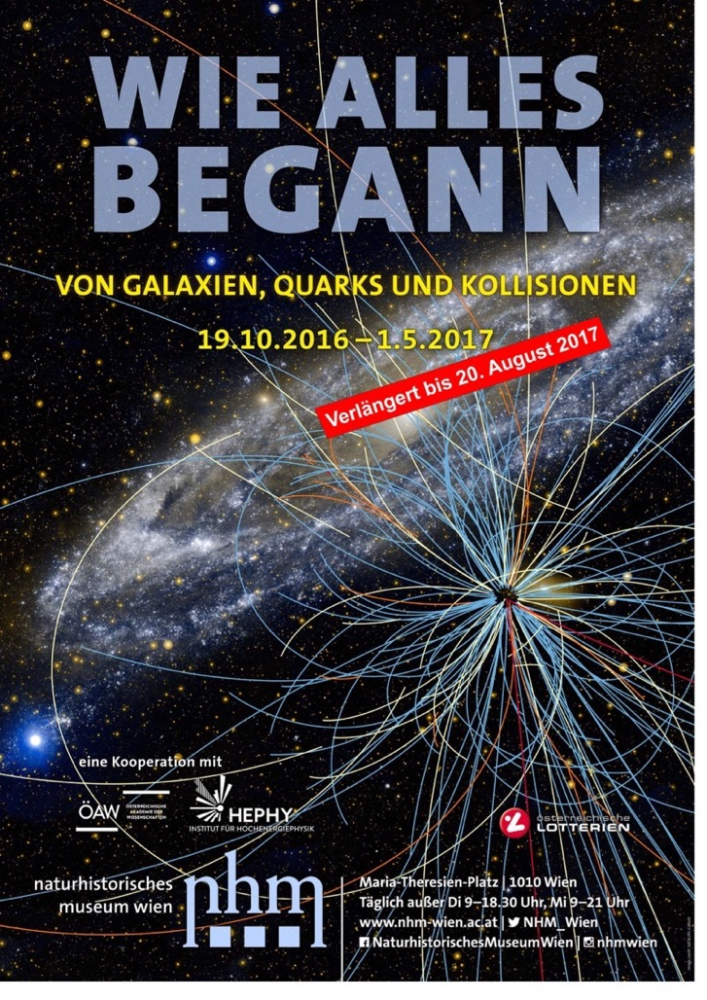 WIE ALLES
BEGANN
VON GALAXIEN, QUARKS UND KOLLISIONEN
19.10.2016 – 1.5.2017
Verlängert bis 20. August 2017
eine Kooperation mit
ÖAW
ÖSTERREICHISCHE
AKADEMIE DER
WISSENSCHAFTEN
HEPHY
INSTITUT FÜR HOCHENERGIEPHYSIK
österreichische
LOTTERIEN
naturhistorisches
museum wien
nhm
Maria-Theresien-Platz | 1010 Wien
Täglich außer Di 9–18.30 Uhr, Mi 9–21 Uhr
www.nhm-wien.ac.at | NHM_Wien
NaturhistorischesMuseumWien | nhmwien